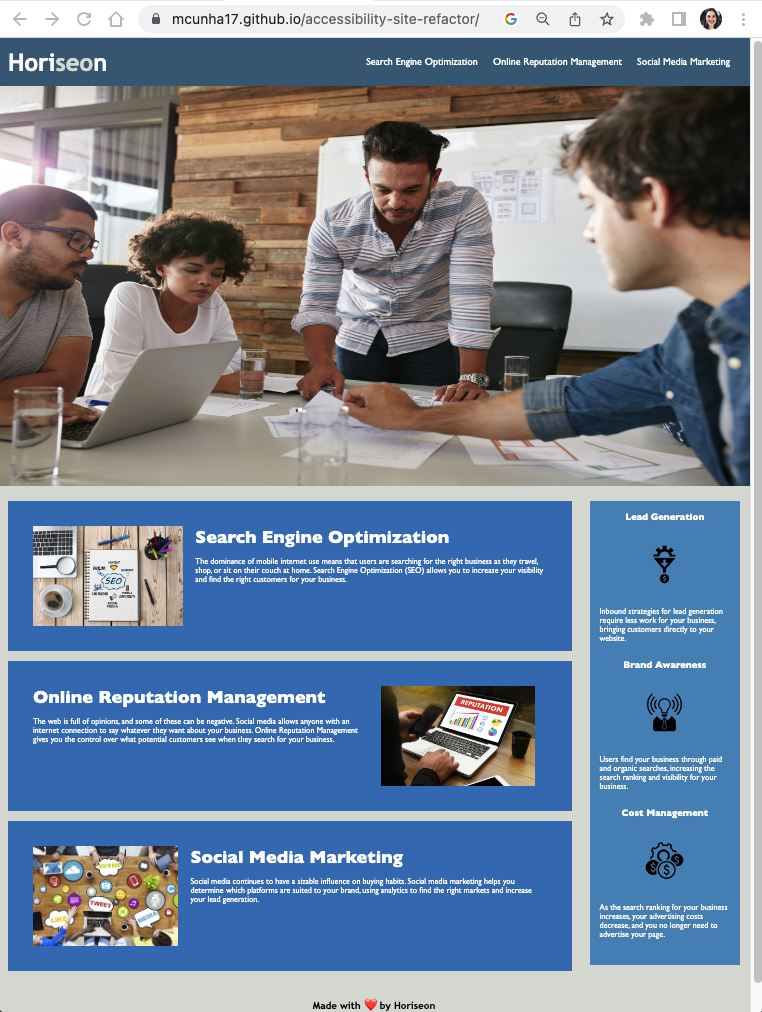 mcunha17.github.io/accessibility-site-refactor/
Horiseon
Search Engine Optimization Online Reputation Management Social Media Marketing
Search Engine Optimization
The dominance of mobile internet use means that users are searching for the right business as they travel,
shop, or sit on their couch at home. Search Engine Optimization (SEO) allows you to increase your visibility
and find the right customers for your business.
SEO
Online Reputation Management
The web is full of opinions, and some of these can be negative. Social media allows anyone with an
internet connection to say whatever they want about your business. Online Reputation Management
gives you the control over what potential customers see when they search for your business.
REPUTATION
Social Media Marketing
Social media continues to have a sizable influence on buying habits. Social media marketing helps you
determine which platforms are suited to your brand, using analytics to find the right markets and increase
your lead generation.
SHARE
TWEET
LIKE
MEDIA
Lead Generation
Inbound strategies for lead generation
require less work for your business,
bringing customers directly to your
website.
Brand Awareness
Users find your business through paid
and organic searches, increasing the
search ranking and visibility for your
business.
Cost Management
As the search ranking for your business
increases, your advertising costs
decrease, and you no longer need to
advertise your page.
Made with ❤️ by Horiseon